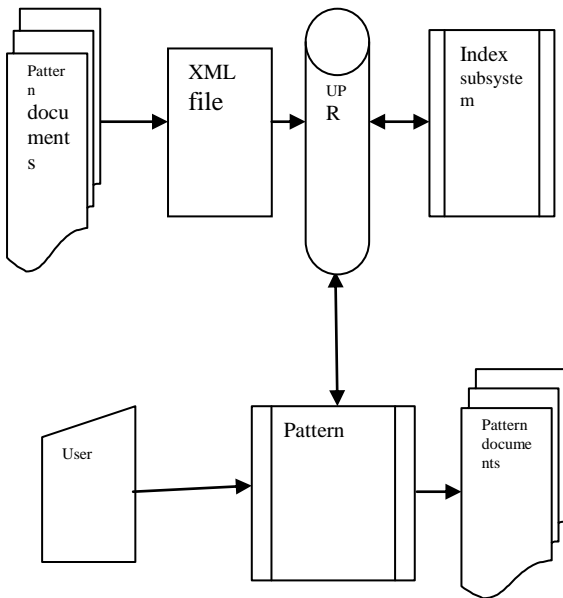 Patter
n
docu
ment
s
XML
file
UP
R
Index
subsyste
m
User
Pattern
Pattern
docume
nts